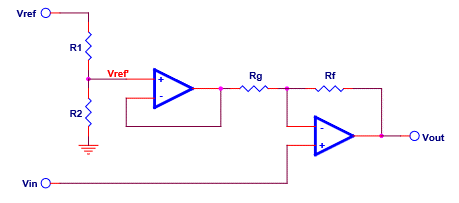 Vref
R1
Vref'
+
-
Rg
Rf
R2
-
+
Vout
Vin